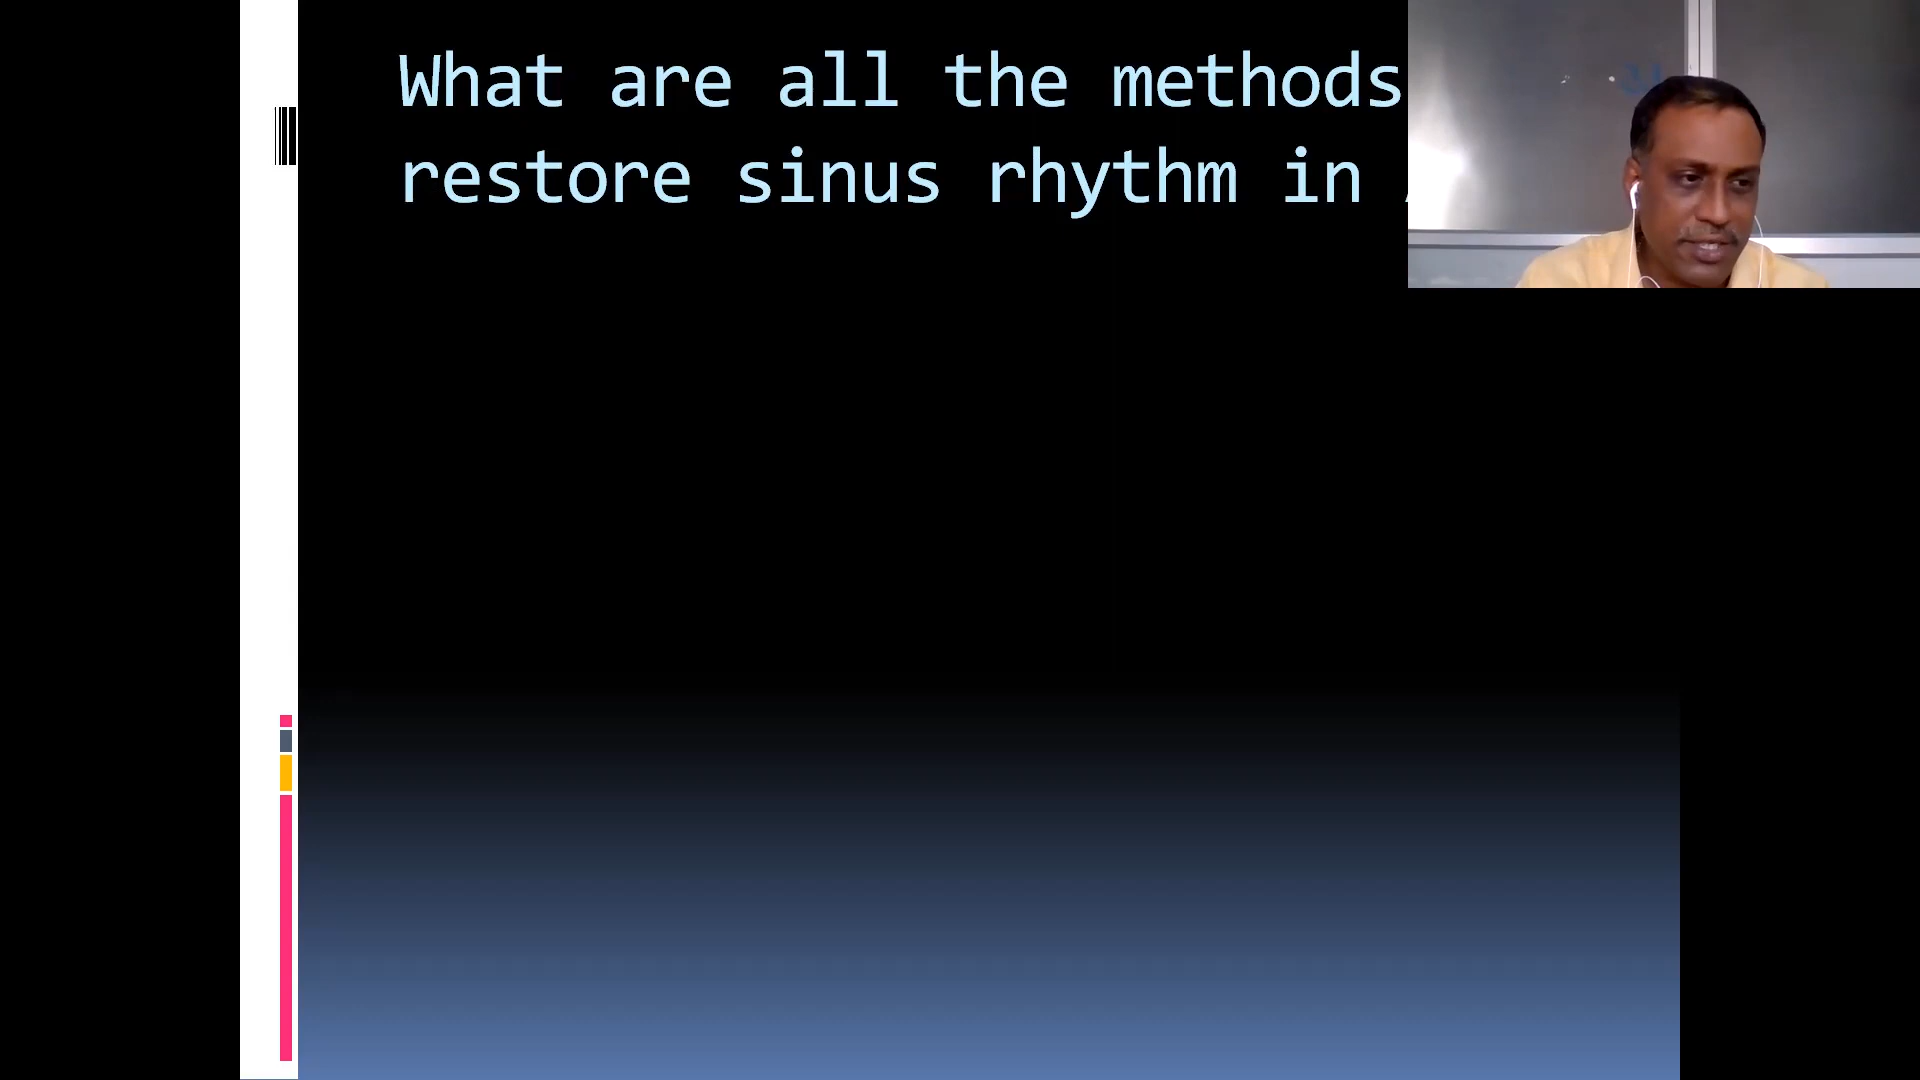 What are all the methods
restore sinus rhythm in